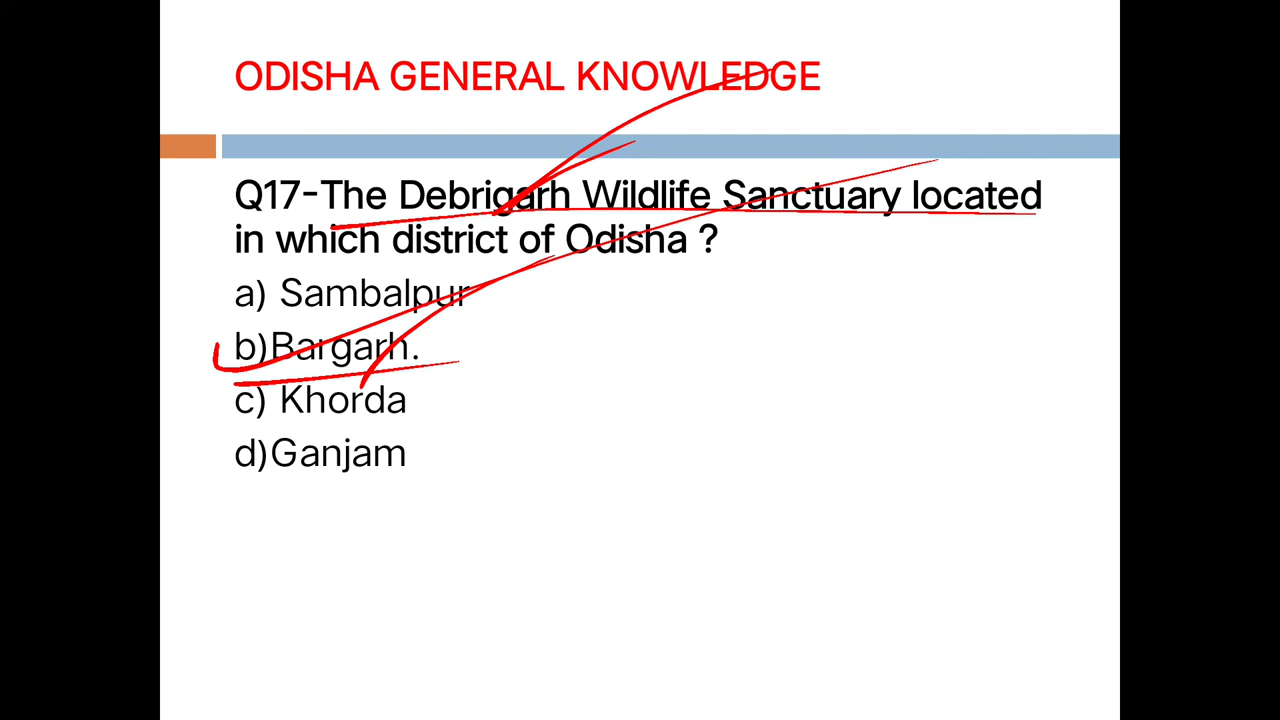 ODISHA GENERAL KNOWLEDGE
Q17-The Debrigarh Wildlife Sanctuary located
in which district of Odisha ?
a) Sambalpur
b)Bargarh.
c) Khorda
d)Ganjam